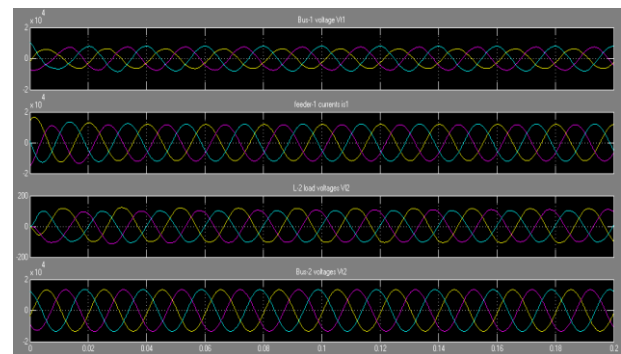 Bus-1 voltage Vt1
x 10^4
2
0
-2
feeder-1 currents is1
x 10^4
2
0
-2
L-2 load voltages Vl2
200
0
-200
Bus-2 voltages Vt2
x 10^4
2
0
-2
0 0.02 0.04 0.06 0.08 0.1 0.12 0.14 0.16 0.18 0.2